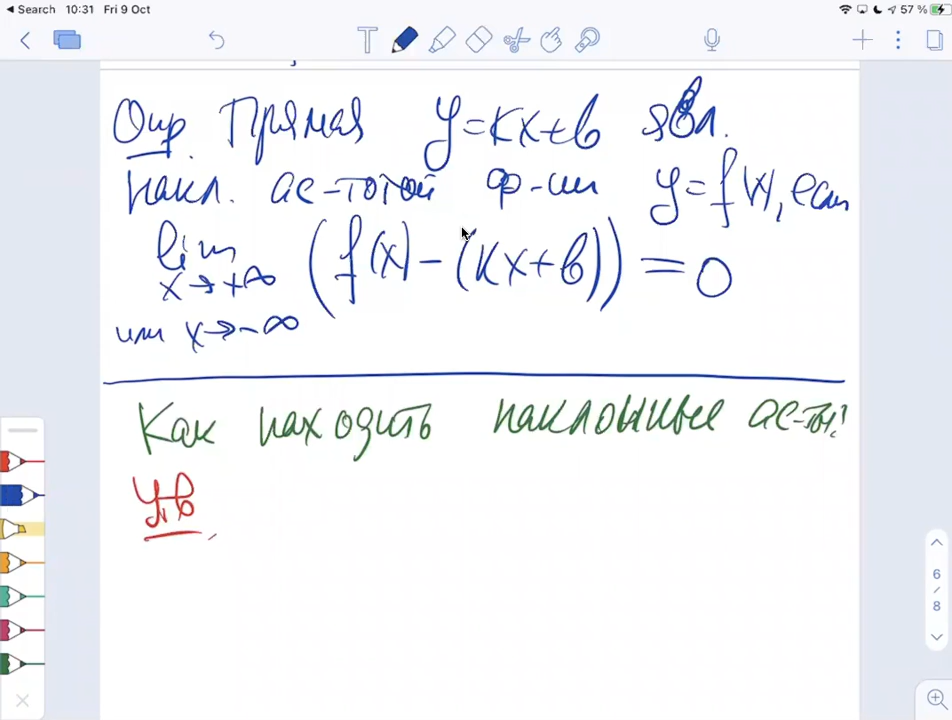 Search 10:31 Fri 9 Oct 57 %
Опр. Прямая y=kx+b явл.
накл. ас-тотой ф-ии y=f(x), если
lim (f(x)-(kx+b))=0
x→+∞
или x→-∞
Как находить наклонные ас-ты?
Утв.
6
/
8